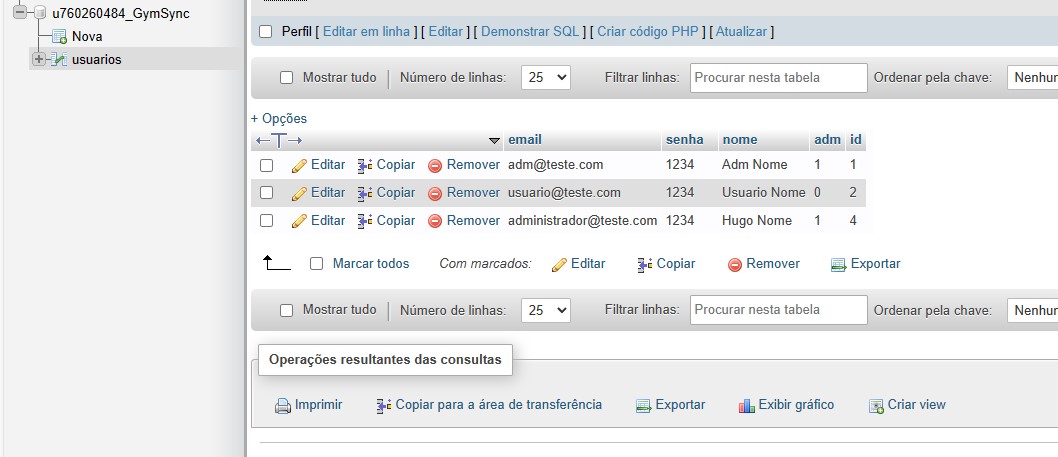 u760260484_GymSync
Nova
usuarios
Perfil [ Editar em linha ] [ Editar ] [ Demonstrar SQL ] [ Criar código PHP ] [ Atualizar ]
Mostrar tudo | Número de linhas: 25 Filtrar linhas: Procurar nesta tabela Ordenar pela chave: Nenhun
+ Opções
←T→ email senha nome adm id
Editar Copiar Remover adm@teste.com 1234 Adm Nome 1 1
Editar Copiar Remover usuario@teste.com 1234 Usuario Nome 0 2
Editar Copiar Remover administrador@teste.com 1234 Hugo Nome 1 4
Marcar todos Com marcados: Editar Copiar Remover Exportar
Mostrar tudo | Número de linhas: 25 Filtrar linhas: Procurar nesta tabela Ordenar pela chave: Nenhun
Operações resultantes das consultas
Imprimir Copiar para a área de transferência Exportar Exibir gráfico Criar view